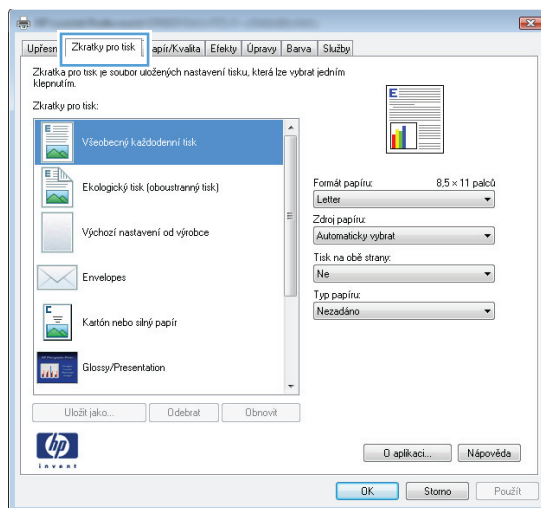 Upřesn Zkratky pro tisk apír/Kvalita Efekty Úpravy Barva Služby
Zkratka pro tisk je soubor uložených nastavení tisku, která lze vybrat jedním
klepnutím.
Zkratky pro tisk:
Všeobecný každodenní tisk
Ekologický tisk (oboustranný tisk)
Výchozí nastavení od výrobce
Envelopes
Kartón nebo silný papír
Glossy/Presentation
Uložit jako... Odebrat Obnovit
Formát papíru: 8,5 × 11 palců
Letter
Zdroj papíru:
Automaticky vybrat
Tisk na obě strany:
Ne
Typ papíru:
Nezadáno
hp
invent
O aplikaci... Nápověda
OK Storno Použít